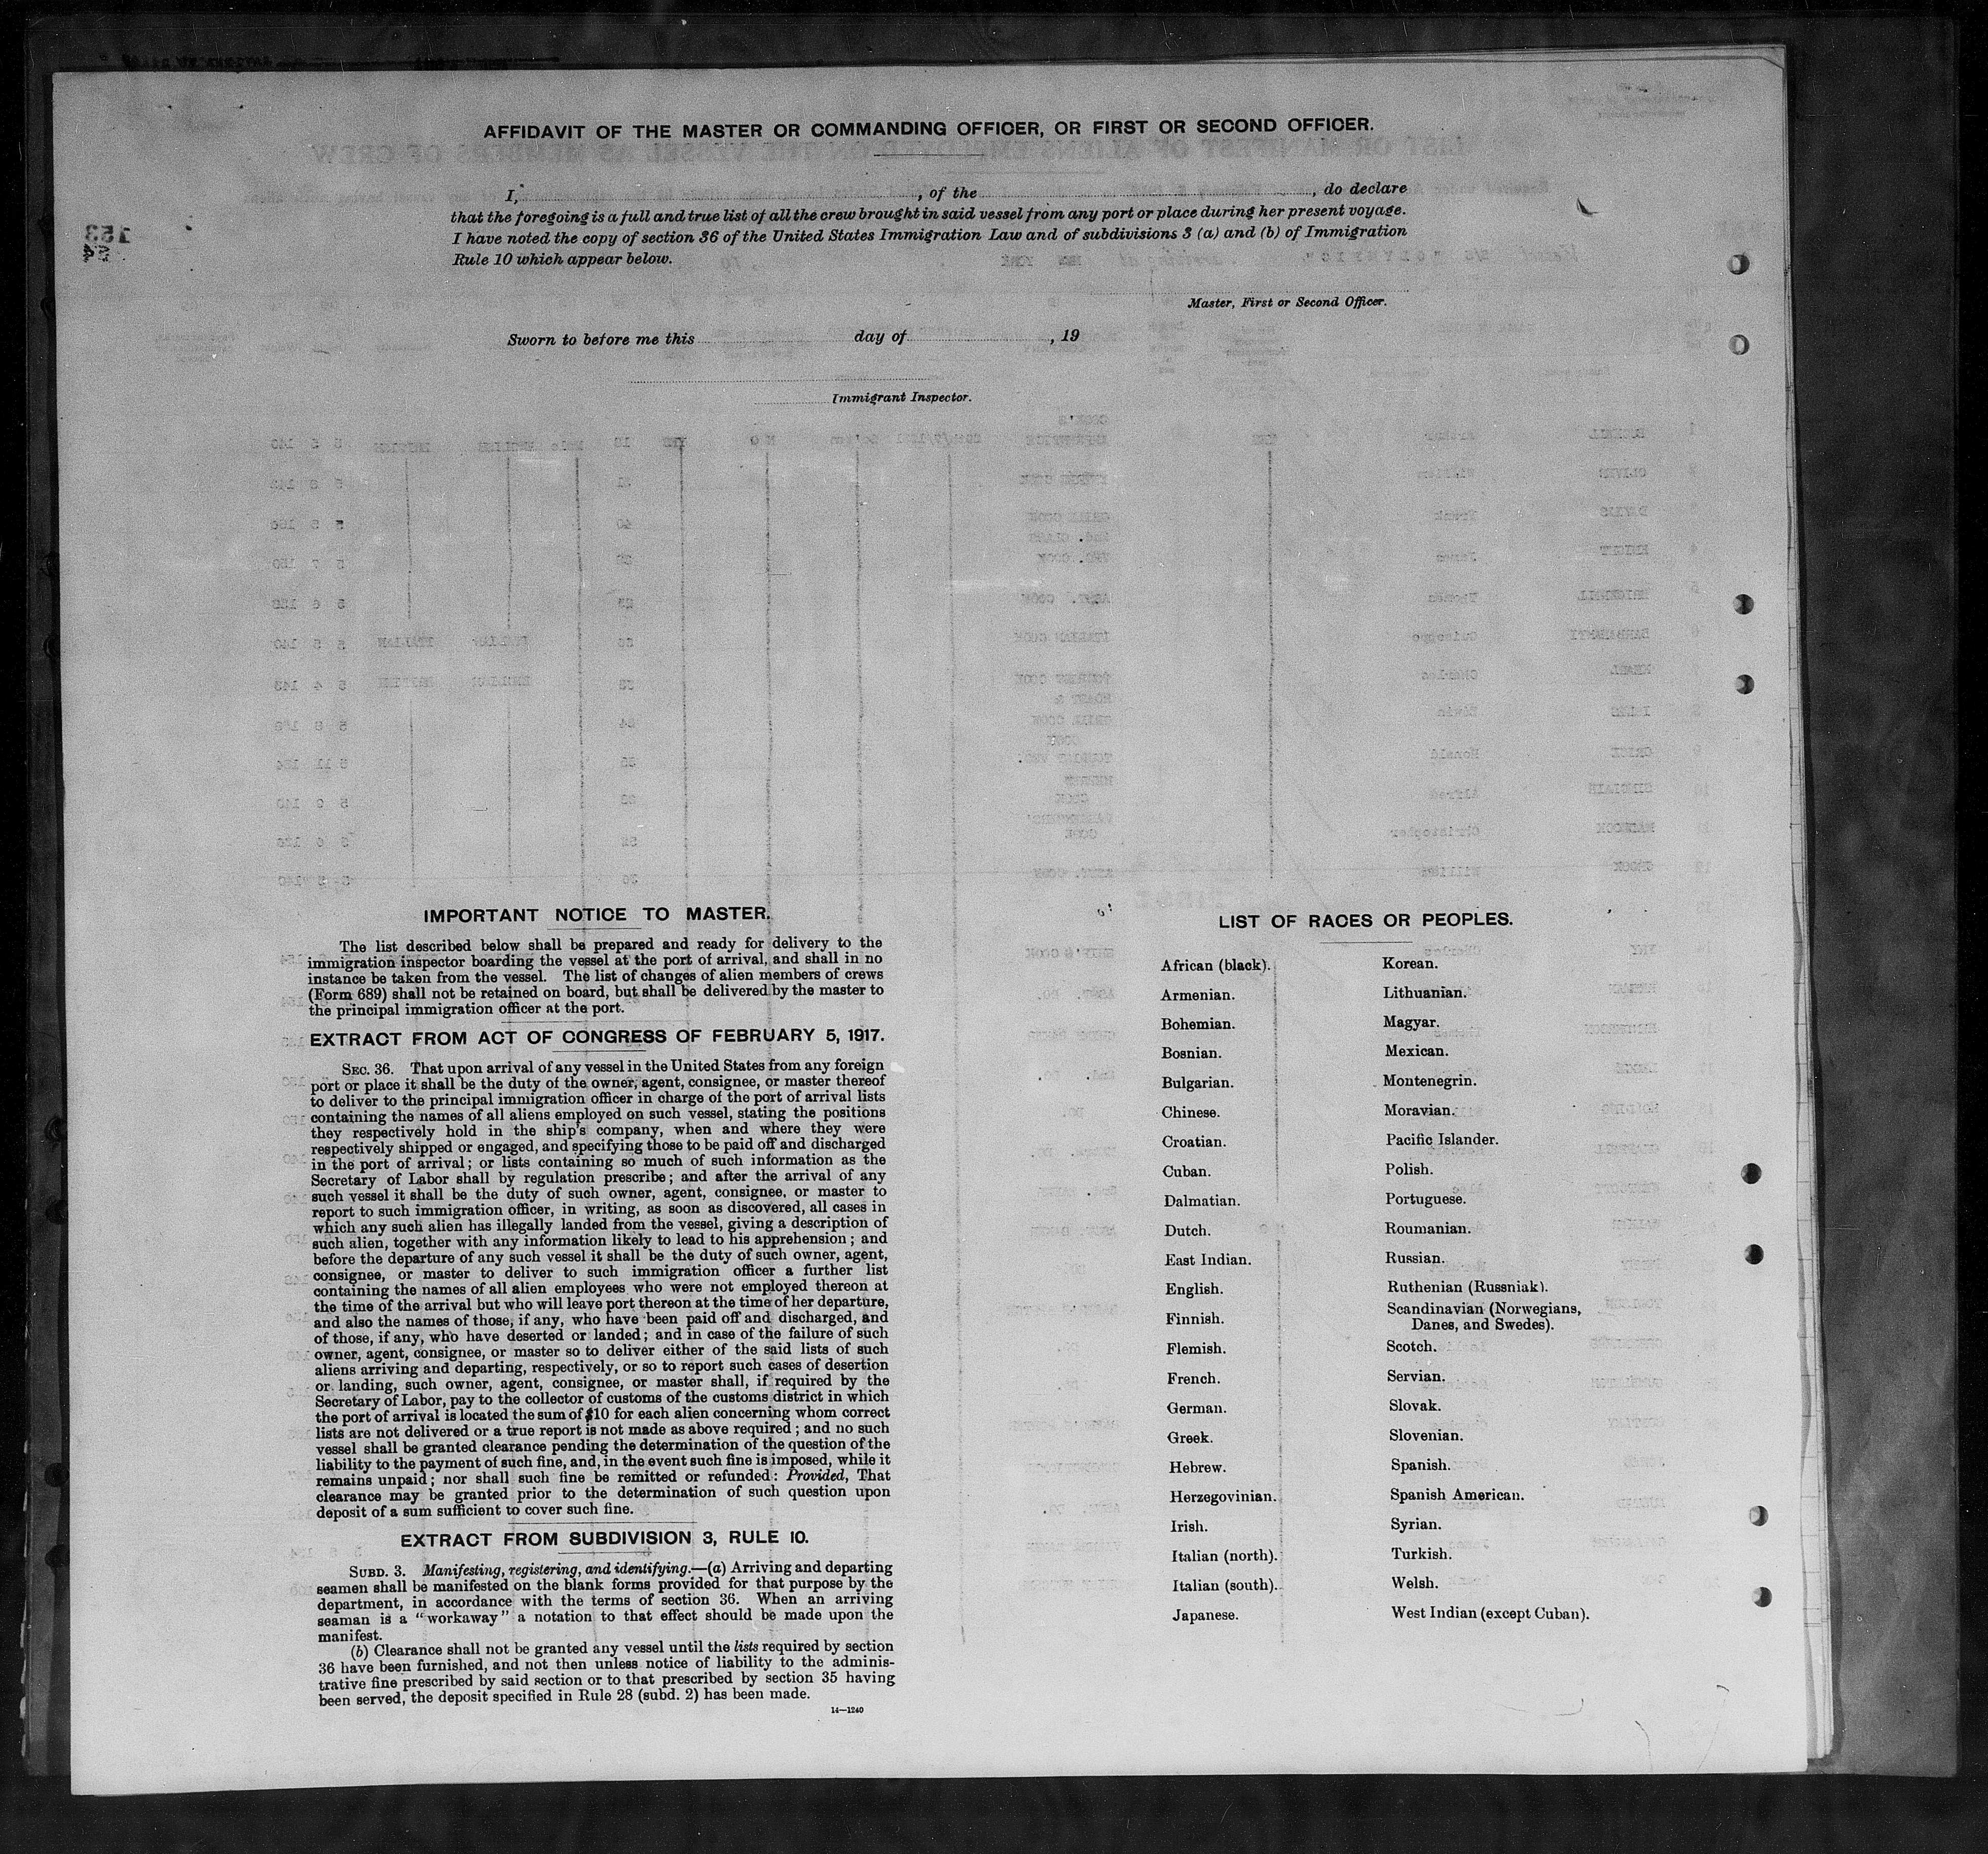 AFFIDAVIT OF THE MASTER OR COMMANDING OFFICER, OR FIRST OR SECOND OFFICER.
I, , of the , do declare
that the foregoing is a full and true list of all the crew brought in said vessel from any port or place during her present voyage.
I have noted the copy of section 36 of the United States Immigration Law and of subdivisions 3 (a) and (b) of Immigration
Rule 10 which appear below.
Master, First or Second Officer.
Sworn to before me this day of , 19
Immigrant Inspector.
IMPORTANT NOTICE TO MASTER.
The list described below shall be prepared and ready for delivery to the
immigration inspector boarding the vessel at the port of arrival, and shall in no
instance be taken from the vessel. The list of changes of alien members of crews
(Form 689) shall not be retained on board, but shall be delivered by the master to
the principal immigration officer at the port.
EXTRACT FROM ACT OF CONGRESS OF FEBRUARY 5, 1917.
SEC. 36. That upon arrival of any vessel in the United States from any foreign
port or place it shall be the duty of the owner, agent, consignee, or master thereof
to deliver to the principal immigration officer in charge of the port of arrival lists
containing the names of all aliens employed on such vessel, stating the positions
they respectively hold in the ship's company, when and where they were
respectively shipped or engaged, and specifying those to be paid off and discharged
in the port of arrival; or lists containing so much of such information as the
Secretary of Labor shall by regulation prescribe; and after the arrival of any
such vessel it shall be the duty of such owner, agent, consignee, or master to
report to such immigration officer, in writing, as soon as discovered, all cases in
which any such alien has illegally landed from the vessel, giving a description of
such alien, together with any information likely to lead to his apprehension; and
before the departure of any such vessel it shall be the duty of such owner, agent,
consignee, or master to deliver to such immigration officer a further list
containing the names of all alien employees who were not employed thereon at
the time of the arrival but who will leave port thereon at the time of her departure,
and also the names of those, if any, who have been paid off and discharged, and
of those, if any, who have deserted or landed; and in case of the failure of such
owner, agent, consignee, or master so to deliver either of the said lists of such
aliens arriving and departing, respectively, or so to report such cases of desertion
or landing, such owner, agent, consignee, or master shall, if required by the
Secretary of Labor, pay to the collector of customs of the customs district in which
the port of arrival is located the sum of $10 for each alien concerning whom correct
lists are not delivered or a true report is not made as above required; and no such
vessel shall be granted clearance pending the determination of the question of the
liability to the payment of such fine, and, in the event such fine is imposed, while it
remains unpaid; nor shall such fine be remitted or refunded: Provided, That
clearance may be granted prior to the determination of such question upon
deposit of a sum sufficient to cover such fine.
EXTRACT FROM SUBDIVISION 3, RULE 10.
SUBD. 3. Manifesting, registering, and identifying.—(a) Arriving and departing
seamen shall be manifested on the blank forms provided for that purpose by the
department, in accordance with the terms of section 36. When an arriving
seaman is a "workaway" a notation to that effect should be made upon the
manifest.
(b) Clearance shall not be granted any vessel until the lists required by section
36 have been furnished, and not then unless notice of liability to the adminis-
trative fine prescribed by said section or to that prescribed by section 35 having
been served, the deposit specified in Rule 28 (subd. 2) has been made.
14—1240
LIST OF RACES OR PEOPLES.
African (black).
Armenian.
Bohemian.
Bosnian.
Bulgarian.
Chinese.
Croatian.
Cuban.
Dalmatian.
Dutch.
East Indian.
English.
Finnish.
Flemish.
French.
German.
Greek.
Hebrew.
Herzegovinian.
Irish.
Italian (north).
Italian (south).
Japanese.
Korean.
Lithuanian.
Magyar.
Mexican.
Montenegrin.
Moravian.
Pacific Islander.
Polish.
Portuguese.
Roumanian.
Russian.
Ruthenian (Russniak).
Scandinavian (Norwegians,
Danes, and Swedes).
Scotch.
Servian.
Slovak.
Slovenian.
Spanish.
Spanish American.
Syrian.
Turkish.
Welsh.
West Indian (except Cuban).